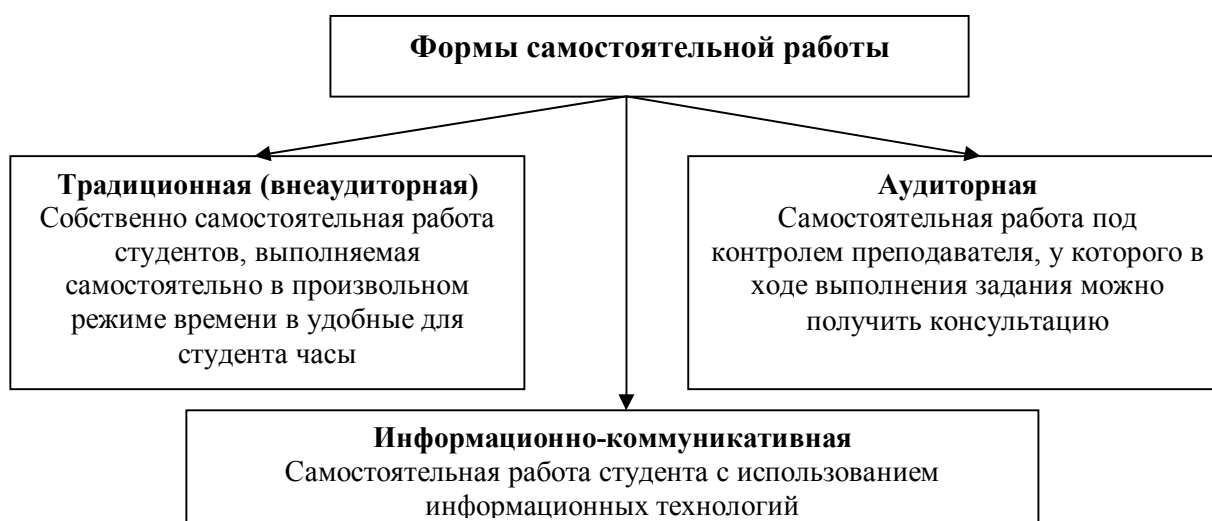 Формы самостоятельной работы
Традиционная (внеаудиторная)
Собственно самостоятельная работа
студентов, выполняемая
самостоятельно в произвольном
режиме времени в удобные для
студента часы
Аудиторная
Самостоятельная работа под
контролем преподавателя, у которого в
ходе выполнения задания можно
получить консультацию
Информационно-коммуникативная
Самостоятельная работа студента с использованием
информационных технологий